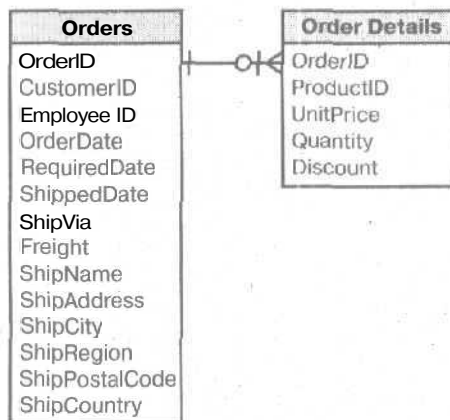 Orders
OrderID
CustomerID
Employee ID
OrderDate
RequiredDate
ShippedDate
ShipVia
Freight
ShipName
ShipAddress
ShipCity
ShipRegion
ShipPostalCode
ShipCountry
Order Details
OrderID
ProductID
UnitPrice
Quantity
Discount